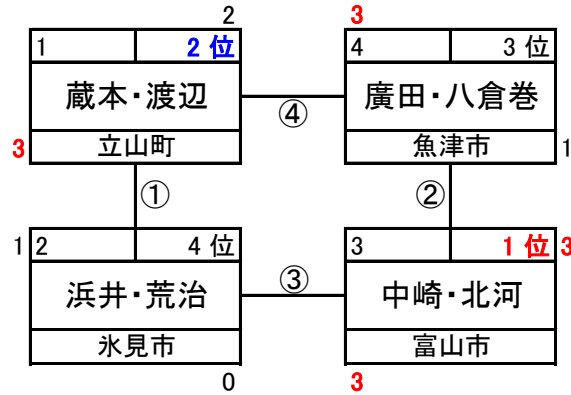 2 3
1 2 位 4 3 位
蔵本・渡辺 廣田・八倉巻
④
3 立山町 魚津市 1
① ②
1 2 4 位 3 1 位 3
浜井・荒治 ③ 中崎・北河
氷見市 富山市
0 3